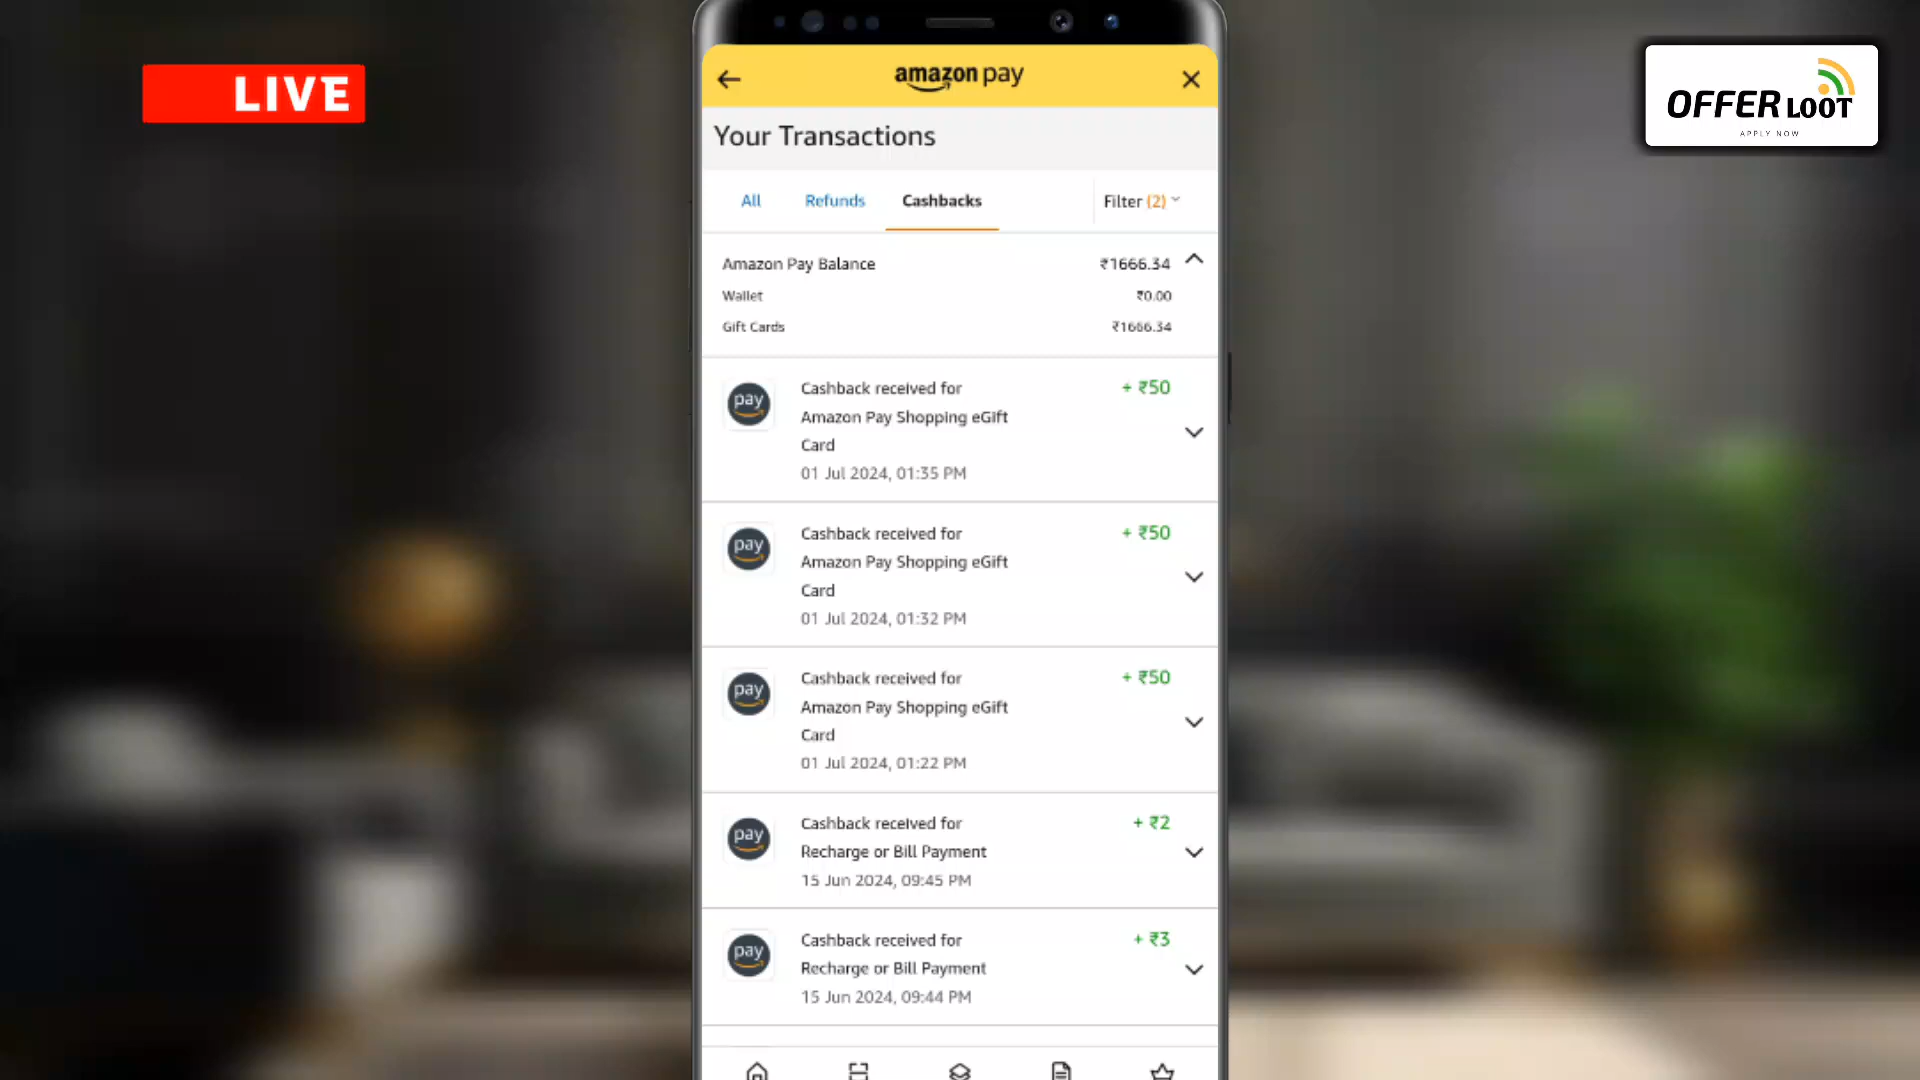 LIVE
OFFER LOOT
APPLY NOW
amazon pay
Your Transactions
All Refunds Cashbacks Filter (2)
Amazon Pay Balance ₹1666.34
Wallet ₹0.00
Gift Cards ₹1666.34
pay
Cashback received for + ₹50
Amazon Pay Shopping eGift
Card
01 Jul 2024, 01:35 PM
pay
Cashback received for + ₹50
Amazon Pay Shopping eGift
Card
01 Jul 2024, 01:32 PM
pay
Cashback received for + ₹50
Amazon Pay Shopping eGift
Card
01 Jul 2024, 01:22 PM
pay
Cashback received for + ₹2
Recharge or Bill Payment
15 Jun 2024, 09:45 PM
pay
Cashback received for + ₹3
Recharge or Bill Payment
15 Jun 2024, 09:44 PM